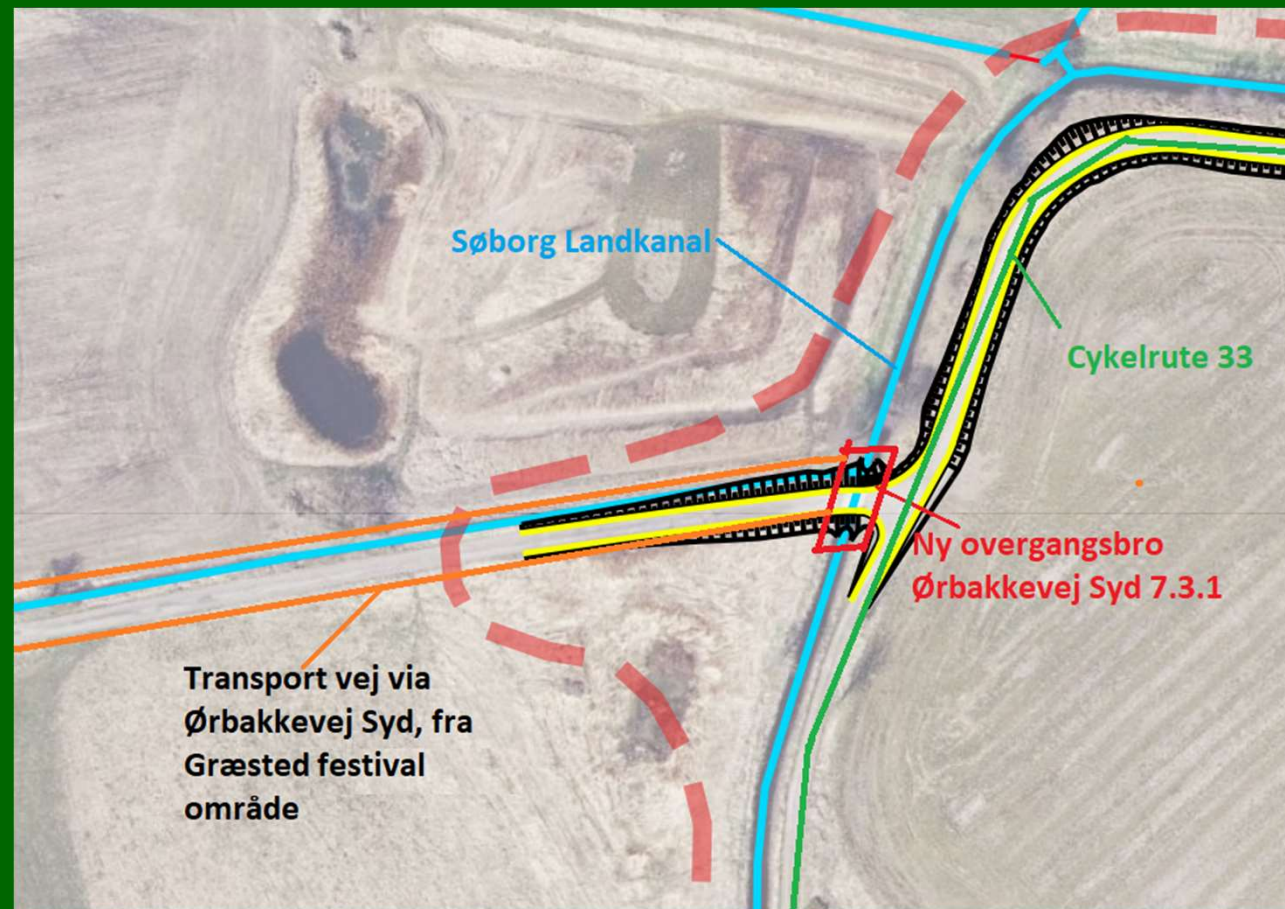 Søborg Landkanal
Cykelrute 33
Ny overgangsbro
Ørbakkevej Syd 7.3.1
Transport vej via
Ørbakkevej Syd, fra
Græsted festival
område